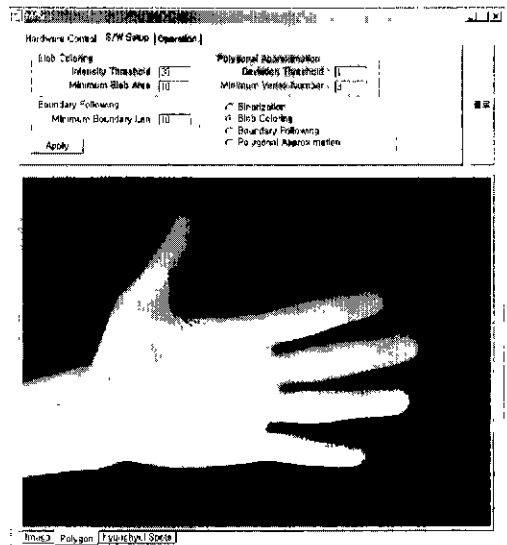 Hardware Control S/W Setup Operation
Blob Coloring
Intensity Threshold
Minimum Blob Area 10
Boundary Following
Minimum Boundary Len 10
Apply
Polygonal Approximation
Deviation Threshold
Minimum Vertex Number
Binarization
Blob Coloring
Boundary Following
Polygonal Approximation
Image Polygon